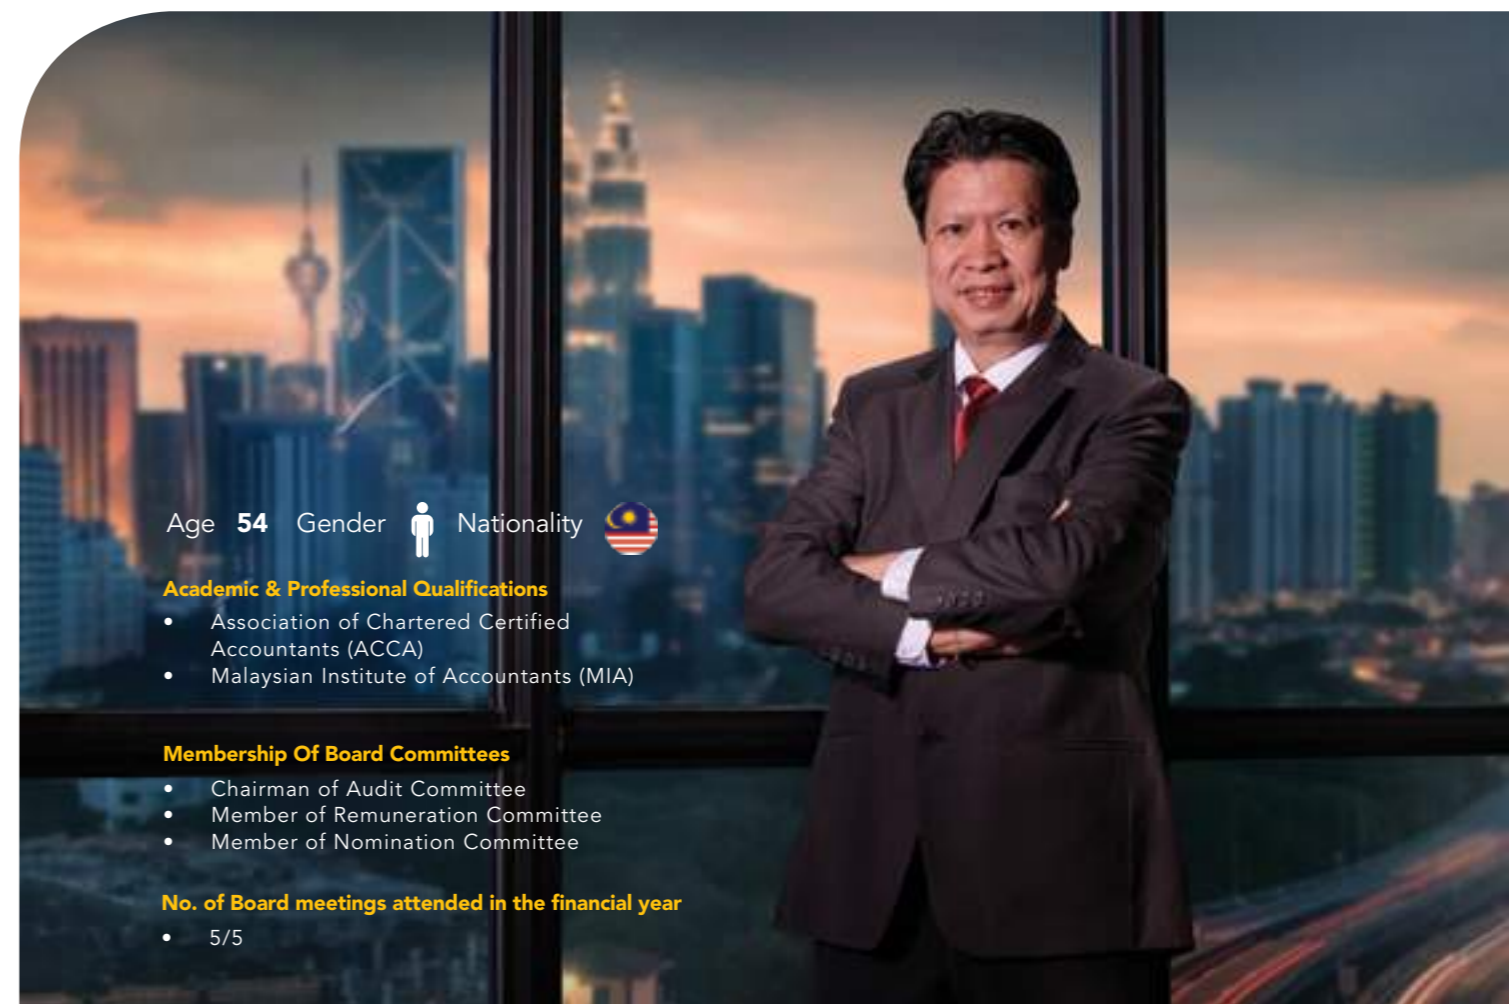 Age 54 Gender Nationality
Academic & Professional Qualifications
• Association of Chartered Certified
Accountants (ACCA)
• Malaysian Institute of Accountants (MIA)
Membership Of Board Committees
• Chairman of Audit Committee
• Member of Remuneration Committee
• Member of Nomination Committee
No. of Board meetings attended in the financial year
• 5/5